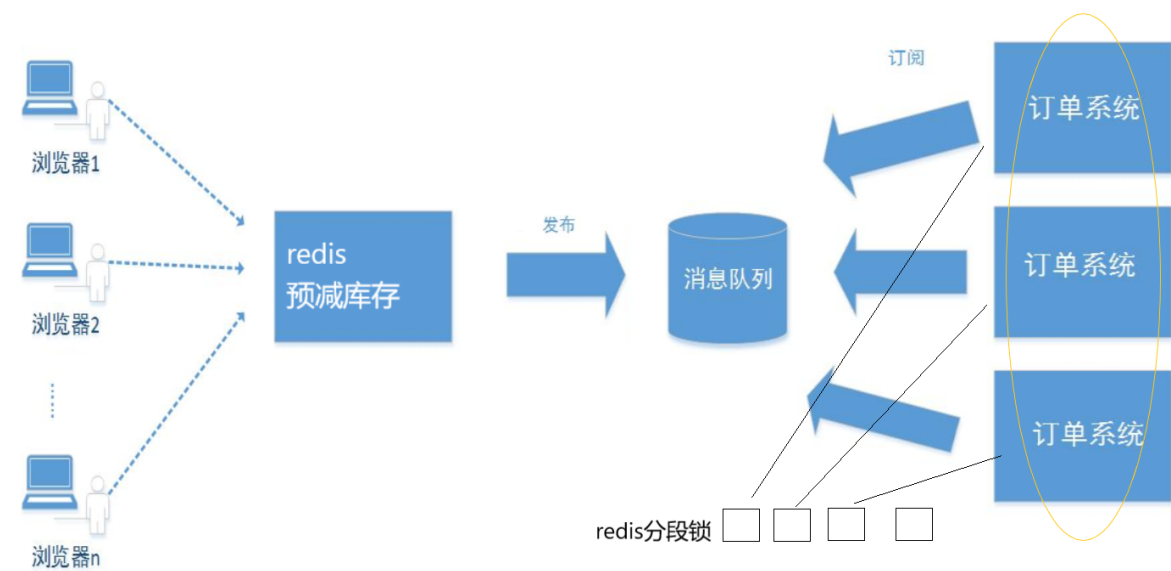 浏览器1
浏览器2
浏览器n
redis
预减库存
发布
消息队列
订阅
订单系统
订单系统
订单系统
redis分段锁